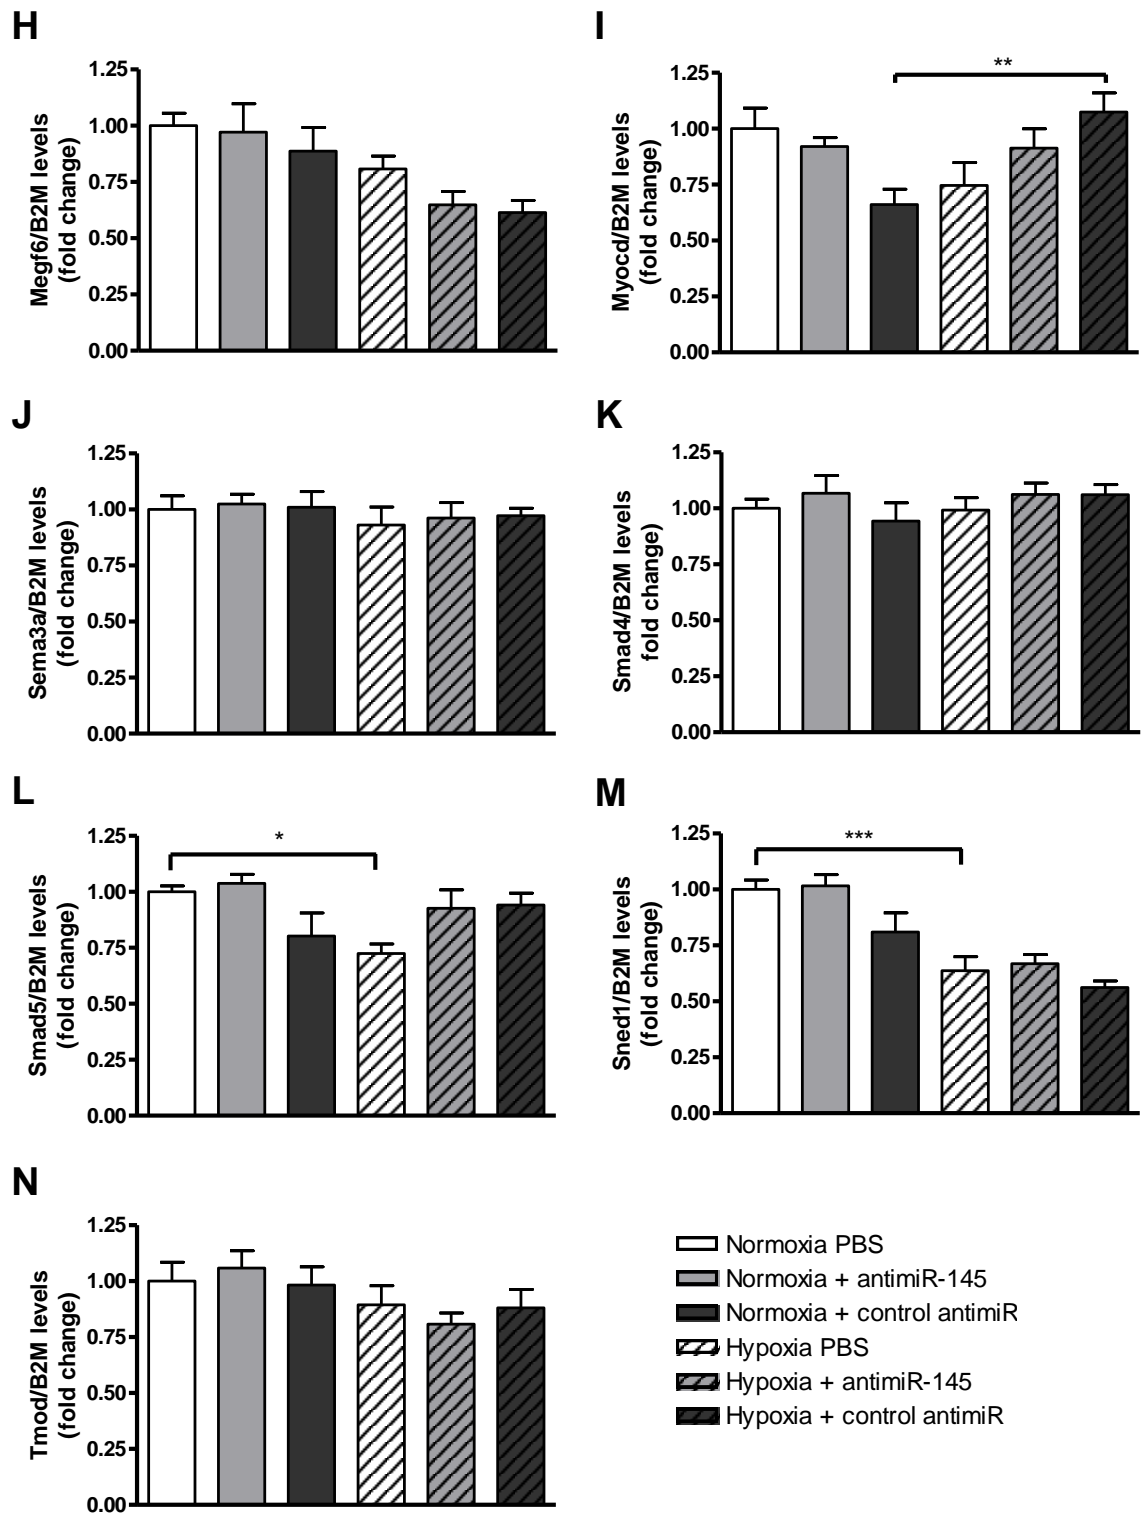 H
Megf6/B2M levels
(fold change)
1.25
1.00
0.75
0.50
0.25
0.00
I
Myocd/B2M levels
(fold change)
1.25
1.00
0.75
0.50
0.25
0.00
**
J
Sema3a/B2M levels
(fold change)
1.25
1.00
0.75
0.50
0.25
0.00
K
Smad4/B2M levels
fold change)
1.25
1.00
0.75
0.50
0.25
0.00
L
Smad5/B2M levels
(fold change)
1.25
1.00
0.75
0.50
0.25
0.00
*
M
Sned1/B2M levels
(fold change)
1.25
1.00
0.75
0.50
0.25
0.00
***
N
Tmod/B2M levels
(fold change)
1.25
1.00
0.75
0.50
0.25
0.00
Normoxia PBS
Normoxia + antimiR-145
Normoxia + control antimiR
Hypoxia PBS
Hypoxia + antimiR-145
Hypoxia + control antimiR